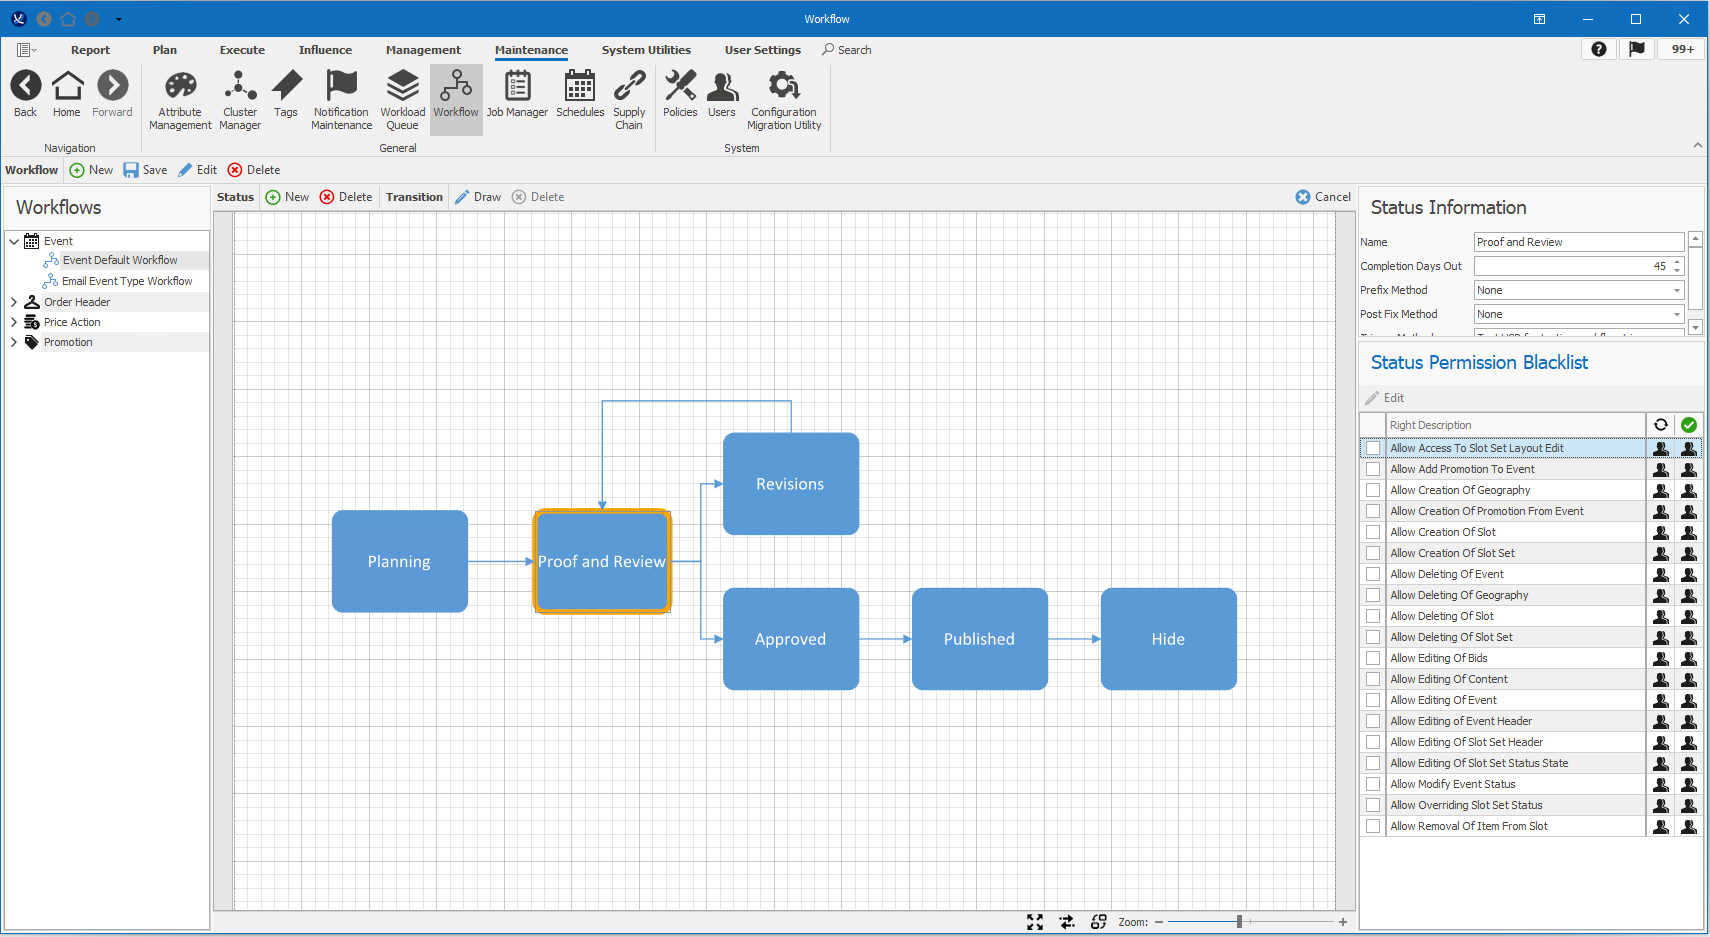 Workflow
Report Plan Execute Influence Management Maintenance System Utilities User Settings Search 99+
Back Home Forward Attribute Management Cluster Manager Tags Notification Maintenance Workload Queue Workflow Job Manager Schedules Supply Chain Policies Users Configuration Migration Utility
Navigation General System
Workflow New Save Edit Delete
Workflows
Event
Event Default Workflow
Email Event Type Workflow
Order Header
Price Action
Promotion
Status New Delete Transition Draw Delete Cancel
Revisions
Planning
Proof and Review
Approved
Published
Hide
Zoom:
Status Information
Name Proof and Review
Completion Days Out 45
Prefix Method None
Post Fix Method None
Status Permission Blacklist
Edit
Right Description
Allow Access To Slot Set Layout Edit
Allow Add Promotion To Event
Allow Creation Of Geography
Allow Creation Of Promotion From Event
Allow Creation Of Slot
Allow Creation Of Slot Set
Allow Deleting Of Event
Allow Deleting Of Geography
Allow Deleting Of Slot
Allow Deleting Of Slot Set
Allow Editing Of Bids
Allow Editing Of Content
Allow Editing Of Event
Allow Editing of Event Header
Allow Editing Of Slot Set Header
Allow Editing Of Slot Set Status State
Allow Modify Event Status
Allow Overriding Slot Set Status
Allow Removal Of Item From Slot